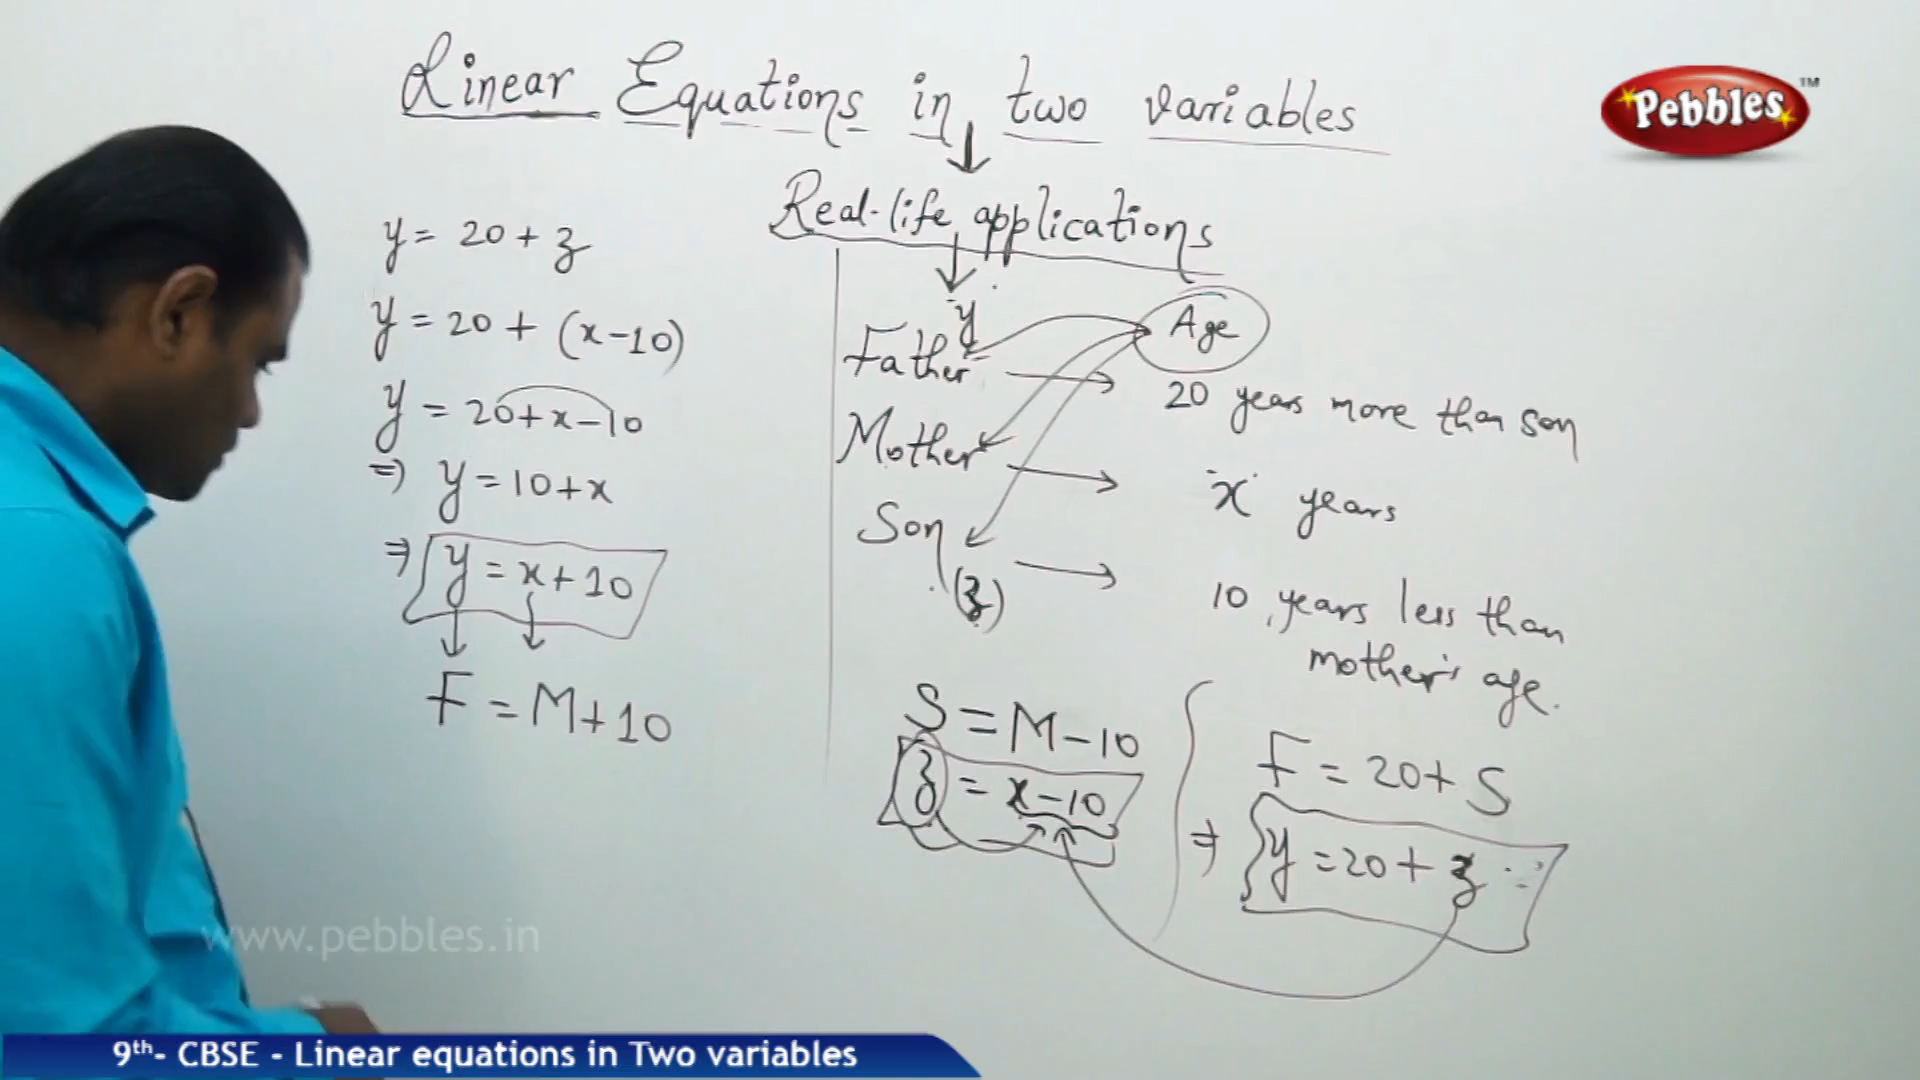 Linear Equations in two variables
Pebbles™
Real-life applications
y = 20 + z
y = 20 + (x-10)
y = 20+x-10
⇒ y = 10+x
⇒ y = x+10
F = M+10
y
Age
Father → 20 years more than son
Mother → 'x' years
Son → 10 years less than
(z)
mother's age.
S = M-10
z = x-10
F = 20+ S
⇒ y = 20 + z
www.pebbles.in
9th- CBSE - Linear equations in Two variables